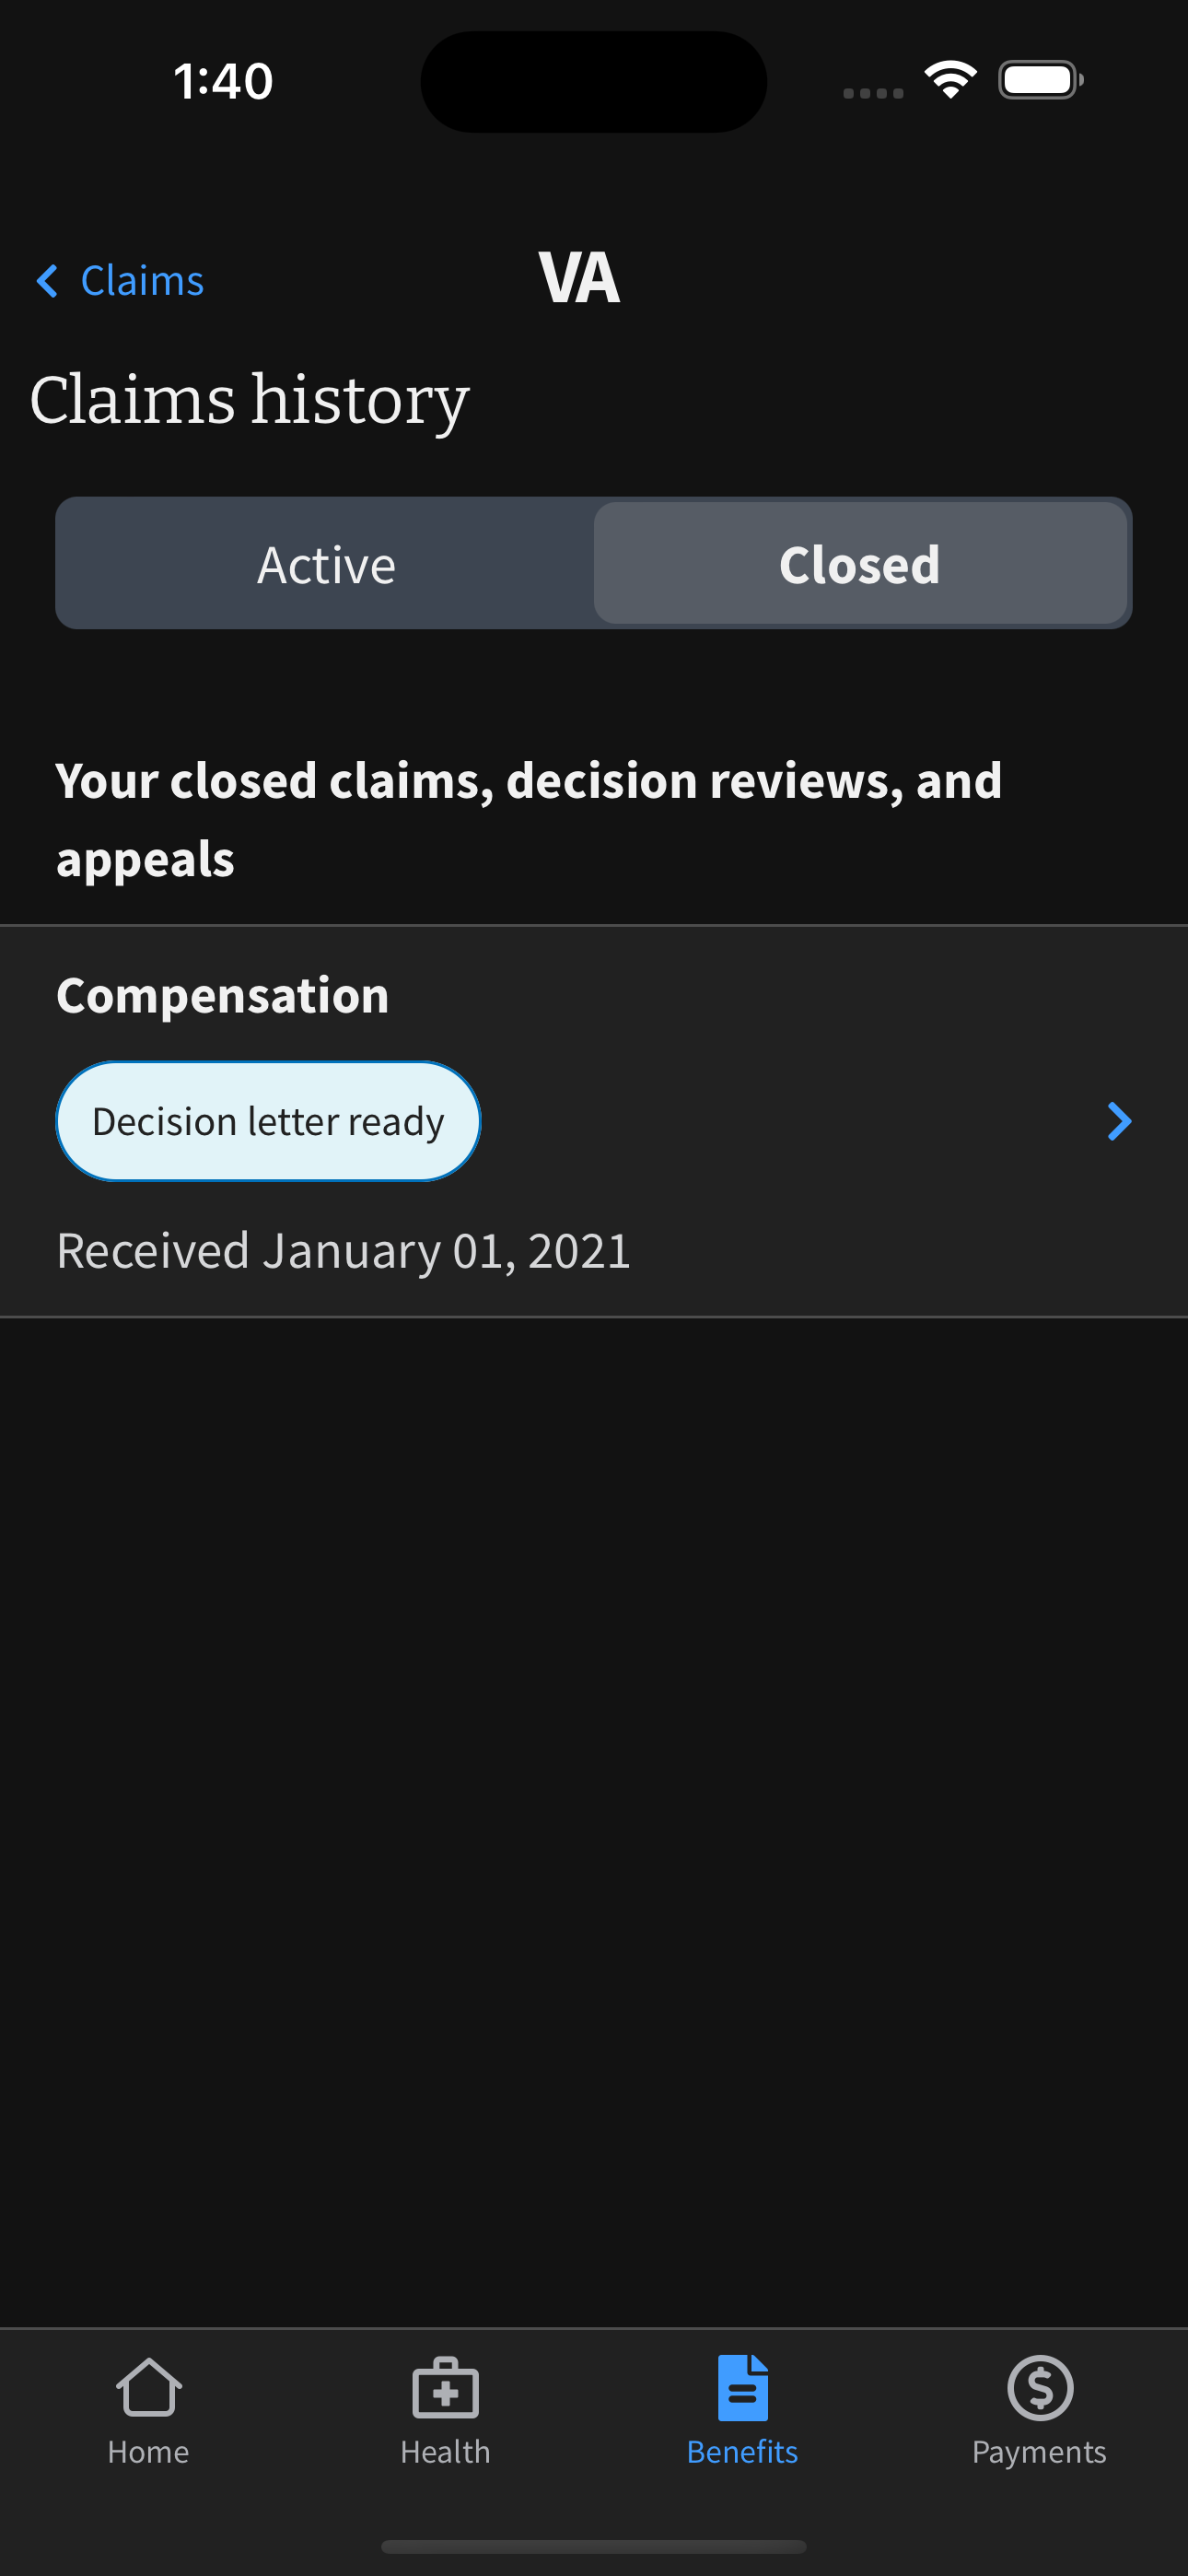 1:40
Claims
VA
Claims history
Active
Closed
Your closed claims, decision reviews, and
appeals
Compensation
Decision letter ready
Received January 01, 2021
Home
Health
Benefits
Payments